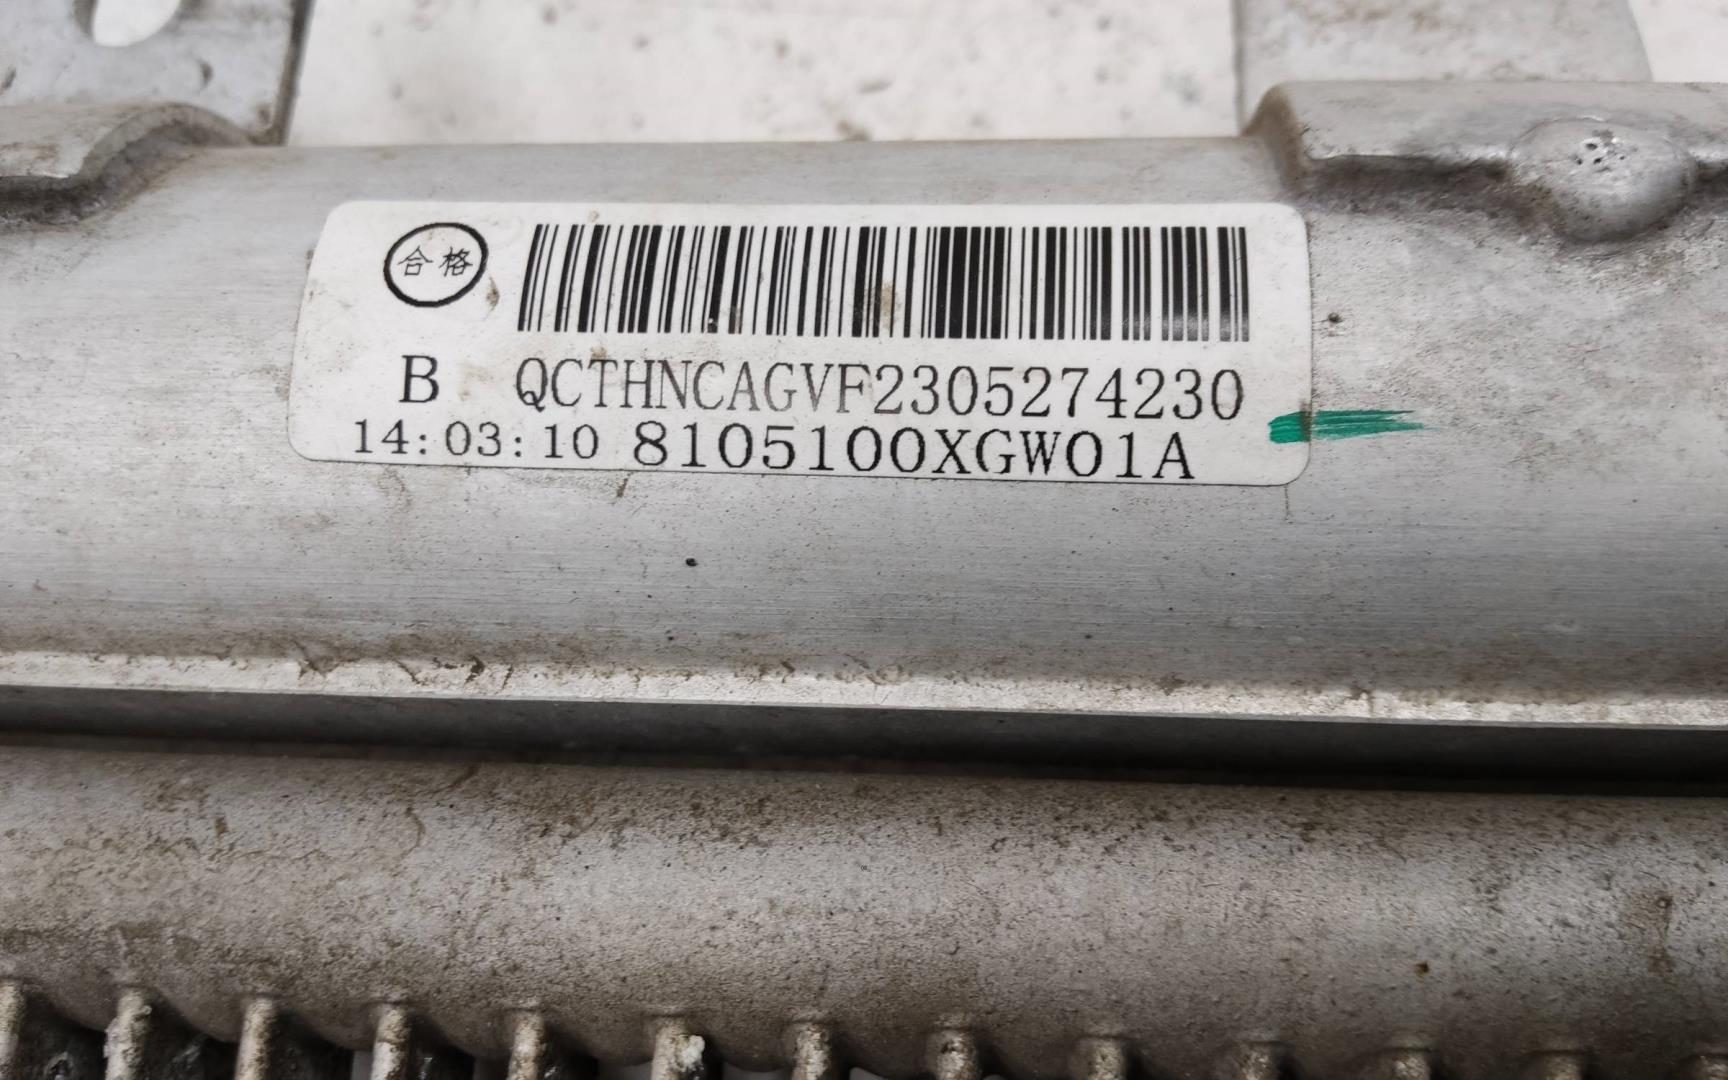 合格
B QCTHNCAGVF2305274230
14:03:10 8105100XGW01A